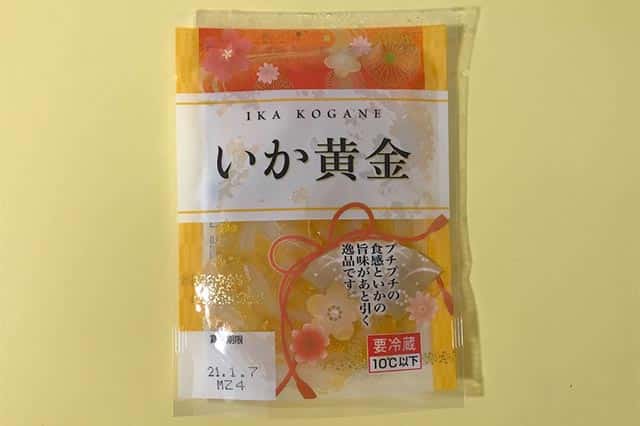 IKA KOGANE
いか黄金
プチプチの
食感といかの
旨味があと引く
逸品です
要冷蔵
10℃以下
期限
21.1.7
MZ4